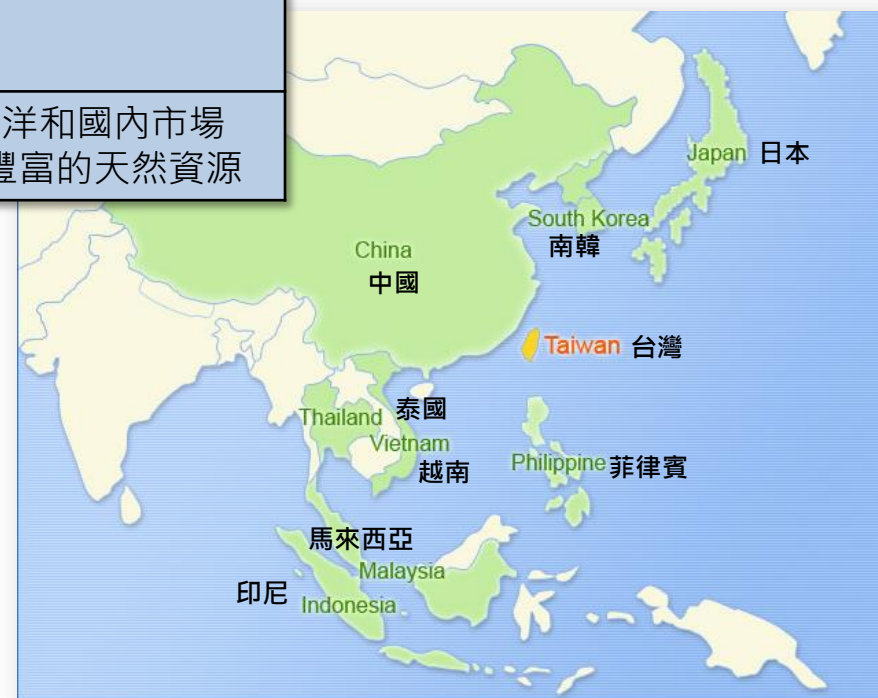 洋和國內市場
豐富的天然資源
Japan 日本
South Korea
南韓
China
中國
Taiwan 台灣
Thailand 泰國
Vietnam
越南
Philippine 菲律賓
馬來西亞
Malaysia
印尼 Indonesia